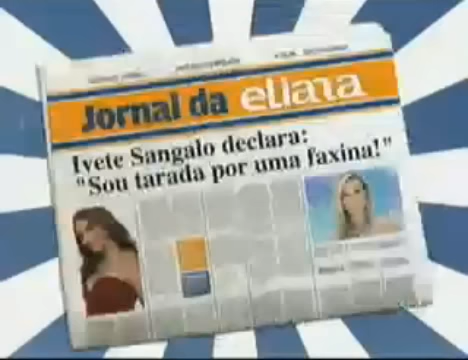 Jornal da eliana
Ivete Sangalo declara:
"Sou tarada por uma faxina!"